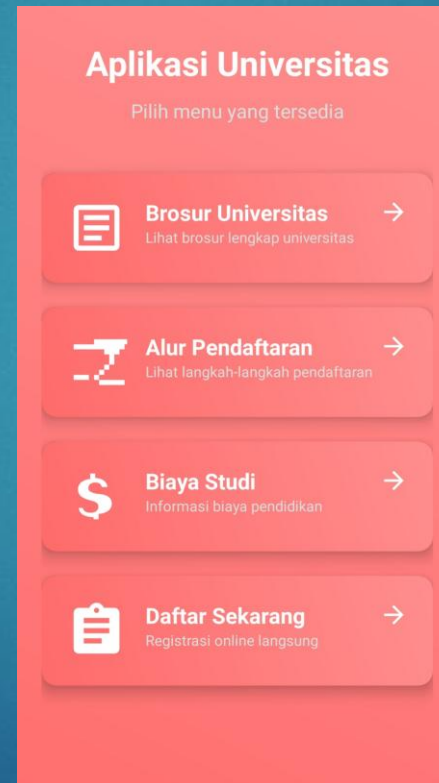 Aplikasi Universitas
Pilih menu yang tersedia
Brosur Universitas
Lihat brosur lengkap universitas
Alur Pendaftaran
Lihat langkah-langkah pendaftaran
Biaya Studi
Informasi biaya pendidikan
Daftar Sekarang
Registrasi online langsung